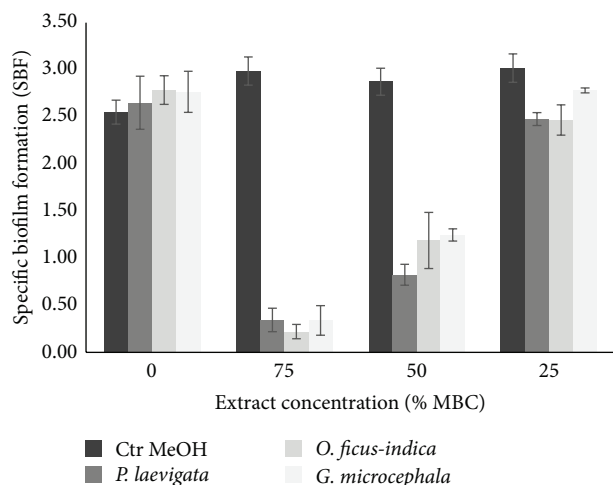 Specific biofilm formation (SBF)
3.50
3.00
2.50
2.00
1.50
1.00
0.50
0.00
0 75 50 25
Extract concentration (% MBC)
Ctr MeOH
P. laevigata
O. ficus-indica
G. microcephala